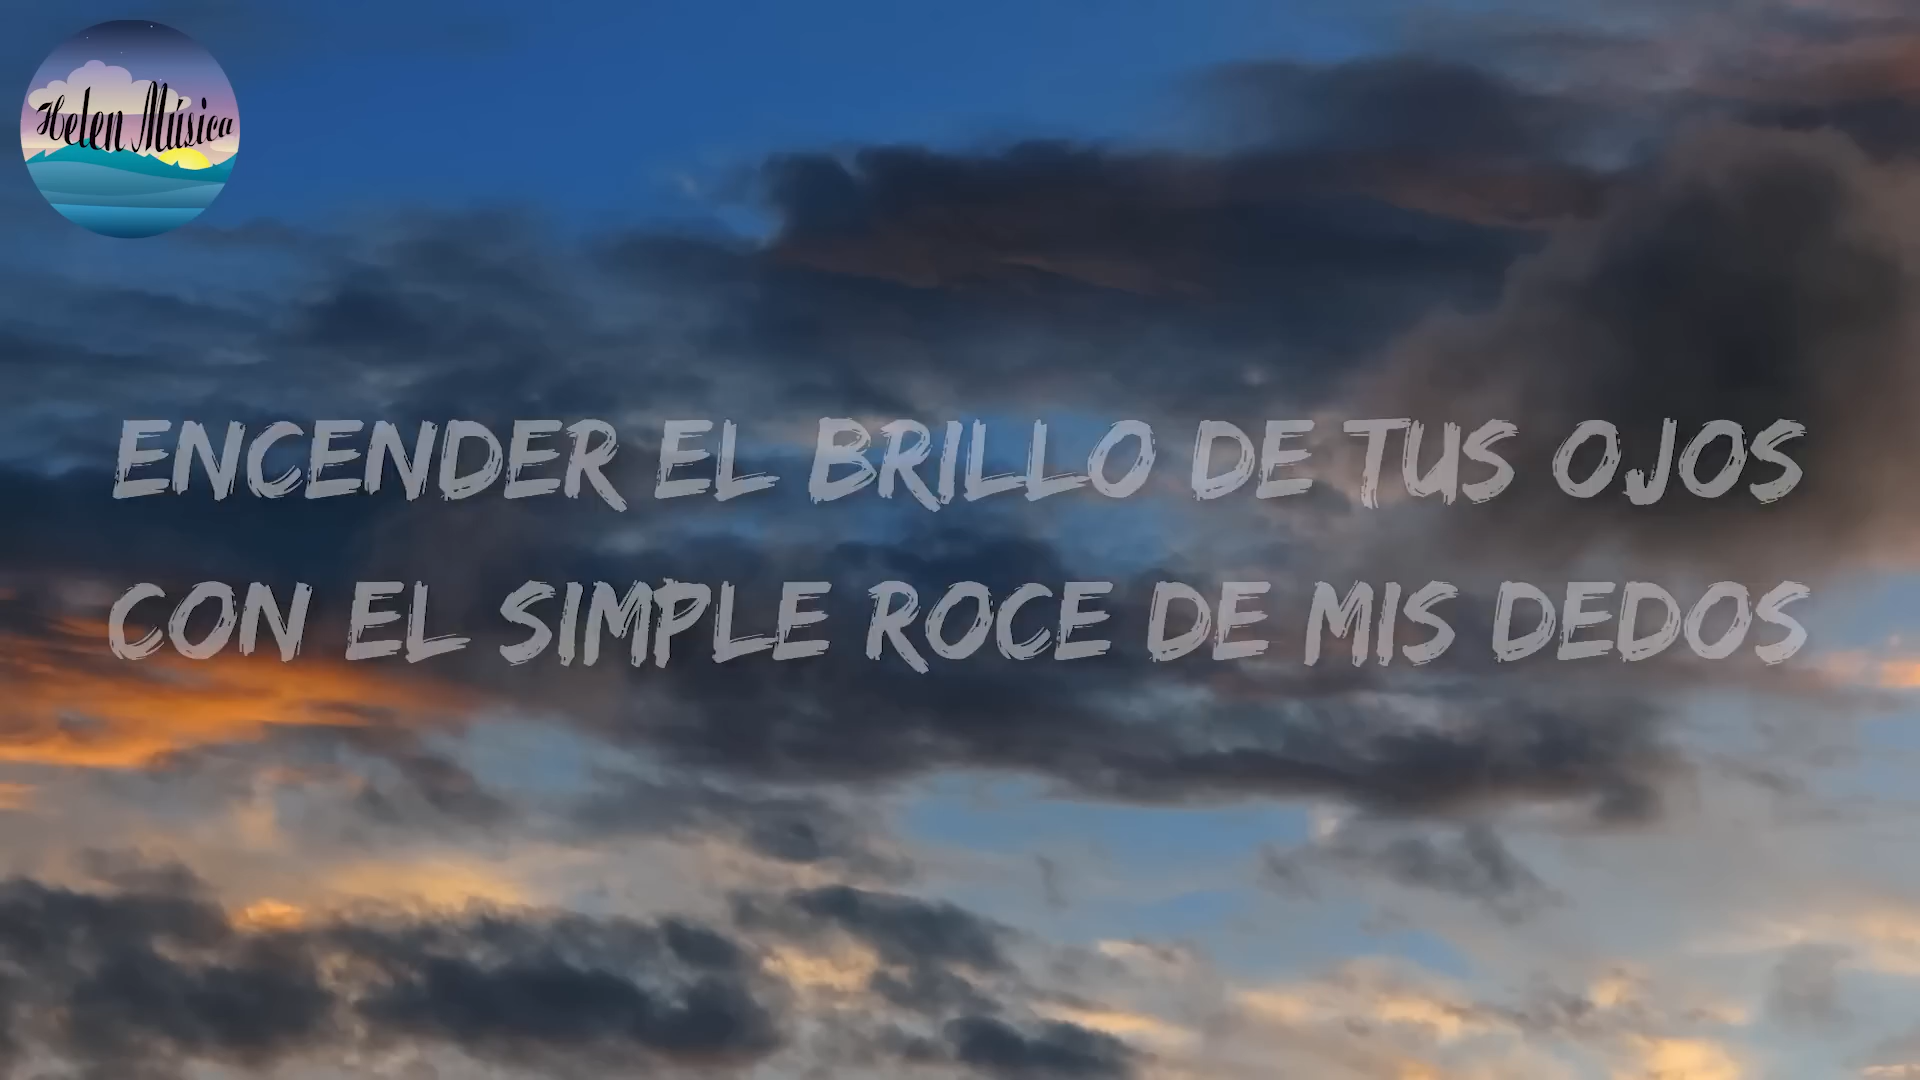 Helen Música
ENCENDER EL BRILLO DE TUS OJOS
CON EL SIMPLE ROCE DE MIS DEDOS